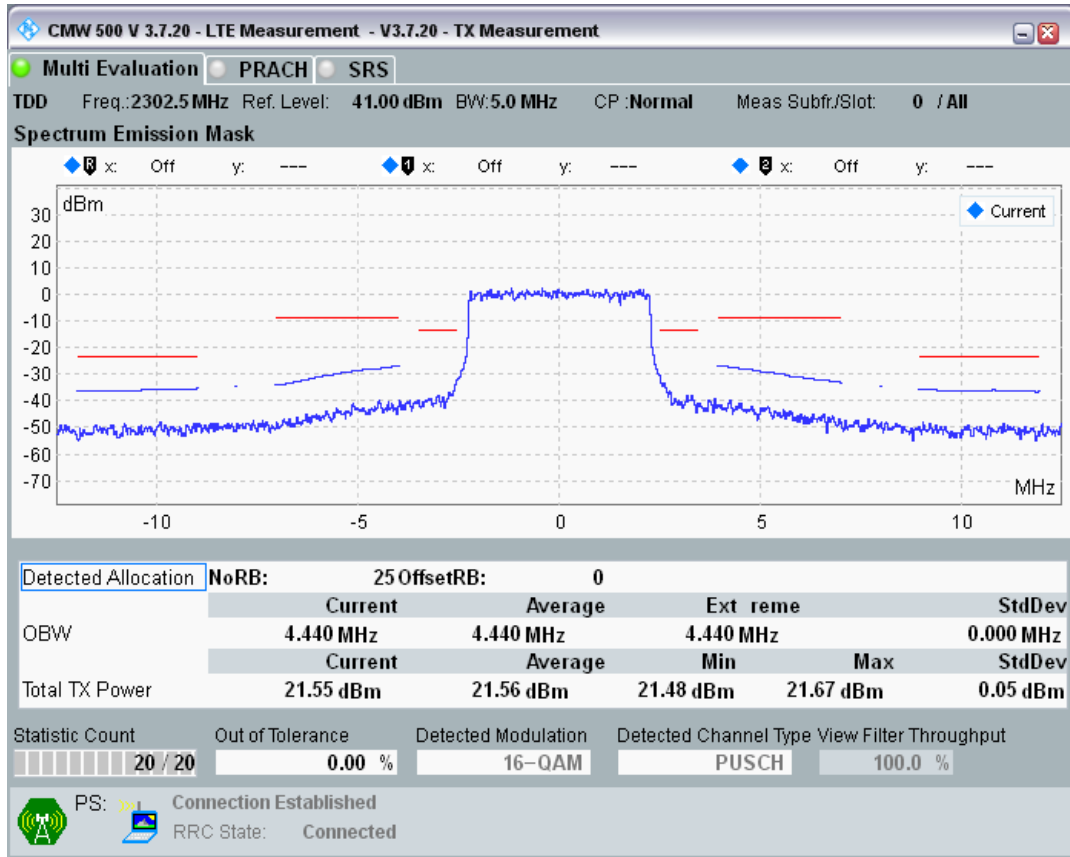 CMW 500 V 3.7.20 - LTE Measurement - V3.7.20 - TX Measurement
Multi Evaluation PRACH SRS
TDD Freq.:2302.5 MHz Ref. Level: 41.00 dBm BW:5.0 MHz CP :Normal Meas Subfr./Slot: 0 / All
Spectrum Emission Mask
R x: Off y: --- 1 x: Off y: --- 2 x: Off y: ---
dBm
Current
30
20
10
0
-10
-20
-30
-40
-50
-60
-70
MHz
-10 -5 0 5 10
Detected Allocation NoRB: 25 OffsetRB: 0
Current Average Ext reme StdDev
OBW 4.440 MHz 4.440 MHz 4.440 MHz 0.000 MHz
Current Average Min Max StdDev
Total TX Power 21.55 dBm 21.56 dBm 21.48 dBm 21.67 dBm 0.05 dBm
Statistic Count Out of Tolerance Detected Modulation Detected Channel Type View Filter Throughput
20 / 20 0.00 % 16-QAM PUSCH 100.0 %
PS: Connection Established
RRC State: Connected